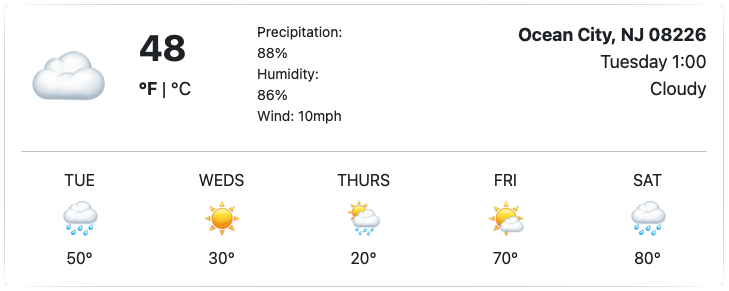 48
°F | °C
Precipitation:
88%
Humidity:
86%
Wind: 10mph
Ocean City, NJ 08226
Tuesday 1:00
Cloudy
TUE WEDS THURS FRI SAT
50° 30° 20° 70° 80°